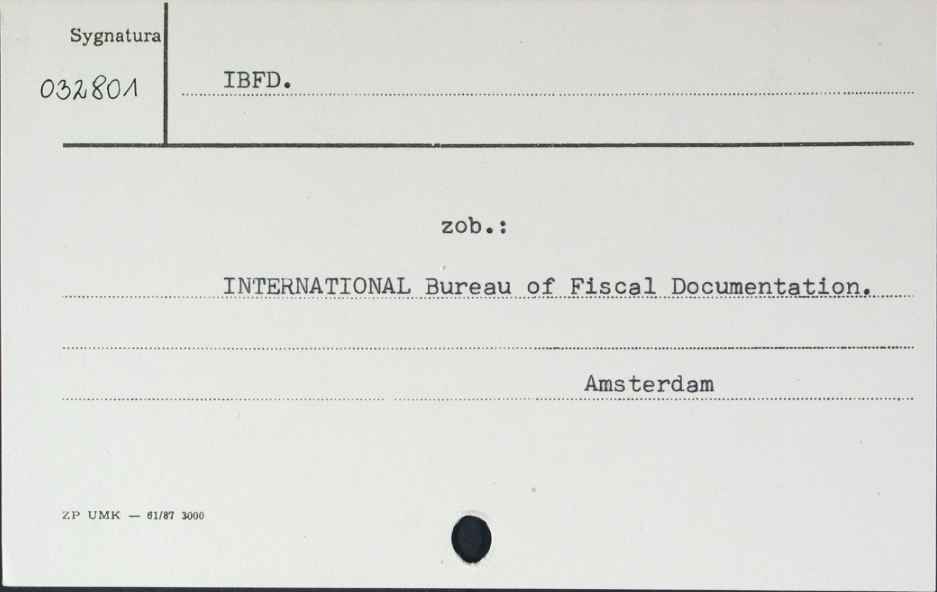 Sygnatura
032801
IBFD.
zob.:
INTERNATIONAL Bureau of Fiscal Documentation.
Amsterdam
ZP UMK — 61/87 3000